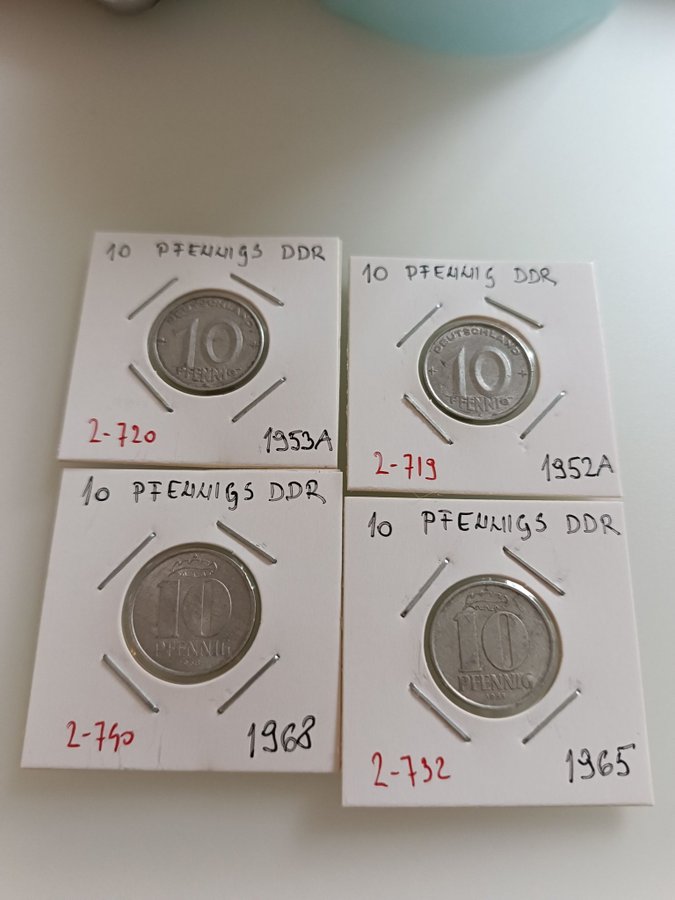 10 PFENNIGS DDR
DEUTSCHLAND
10
PFENNIG
2-720 1953A
10 PFENNIG DDR
DEUTSCHLAND
10
PFENNIG
2-719 1952A
10 PFENNIGS DDR
10
PFENNIG
2-740 1968
10 PFENNIGS DDR
10
PFENNIG
2-732 1965